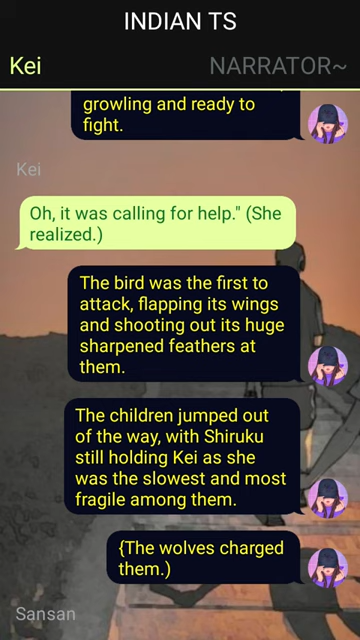 INDIAN TS
Kei
NARRATOR~
growling and ready to
fight.
Kei
Oh, it was calling for help." (She
realized.)
The bird was the first to
attack, flapping its wings
and shooting out its huge
sharpened feathers at
them.
The children jumped out
of the way, with Shiruku
still holding Kei as she
was the slowest and most
fragile among them.
{The wolves charged
them.)
Sansan